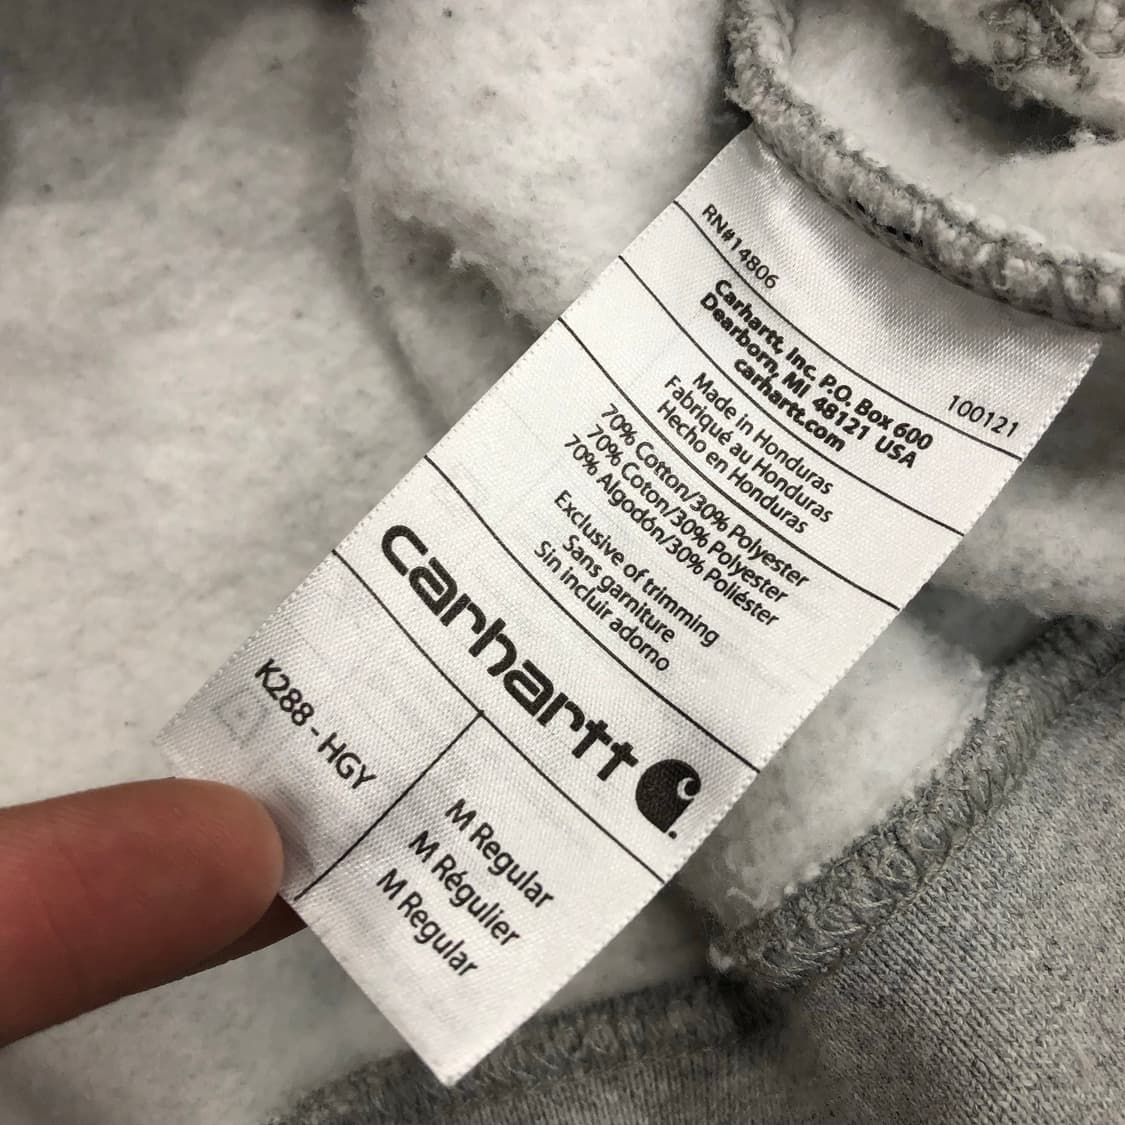 RN#14806
100121
Carhartt, Inc. P.O. Box 600
Dearborn, MI 48121 USA
carhartt.com
Made in Honduras
Fabriqué au Honduras
Hecho en Honduras
70% Cotton/30% Polyester
70% Coton/30% Polyester
70% Algodón/30% Poliéster
Exclusive of trimming
Sans garniture
Sin incluir adorno
carhartt
K288 - HGY
M Regular
M Régulier
M Regular